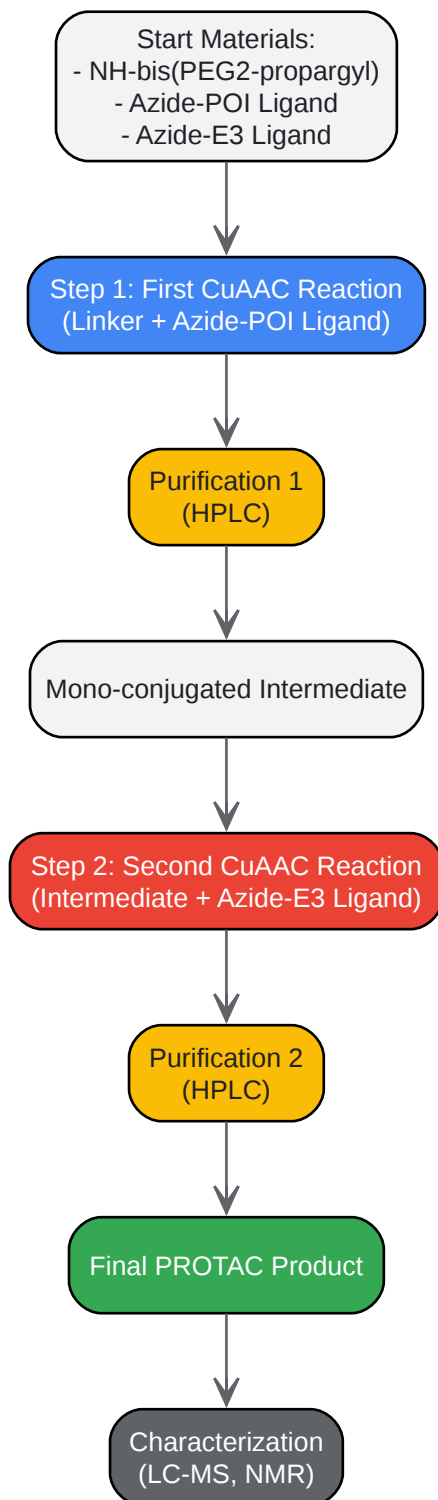 Start Materials:
- NH-bis(PEG2-propargyl)
- Azide-POI Ligand
- Azide-E3 Ligand
Step 1: First CuAAC Reaction
(Linker + Azide-POI Ligand)
Purification 1
(HPLC)
Mono-conjugated Intermediate
Step 2: Second CuAAC Reaction
(Intermediate + Azide-E3 Ligand)
Purification 2
(HPLC)
Final PROTAC Product
Characterization
(LC-MS, NMR)